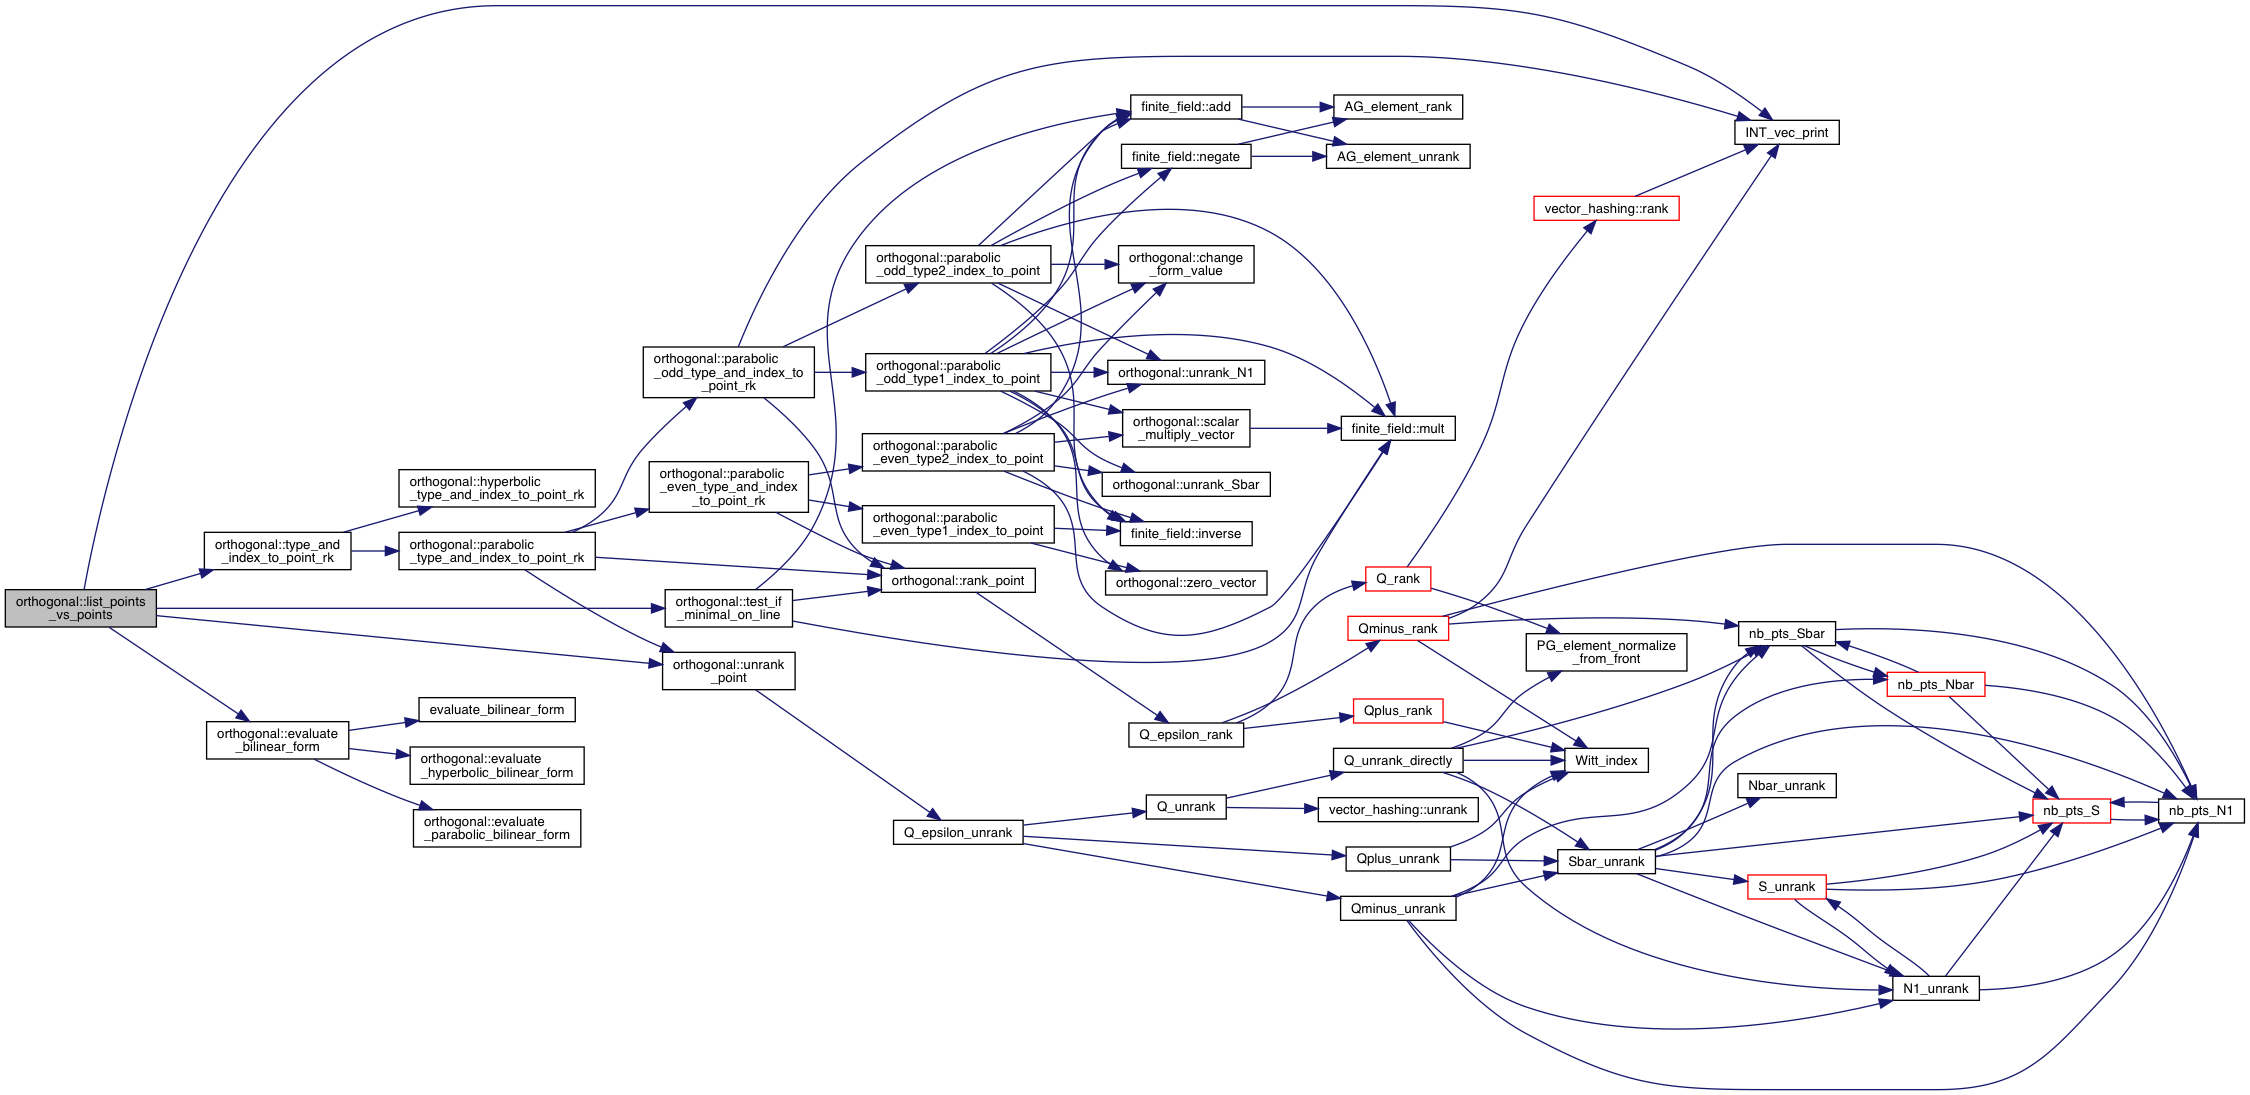 orthogonal::list_points
_vs_points
orthogonal::type_and
_index_to_point_rk
orthogonal::evaluate
_bilinear_form
orthogonal::hyperbolic
_type_and_index_to_point_rk
orthogonal::parabolic
_type_and_index_to_point_rk
evaluate_bilinear_form
orthogonal::evaluate
_hyperbolic_bilinear_form
orthogonal::evaluate
_parabolic_bilinear_form
orthogonal::parabolic
_odd_type_and_index_to
_point_rk
orthogonal::parabolic
_even_type_and_index
_to_point_rk
orthogonal::test_if
_minimal_on_line
orthogonal::unrank
_point
orthogonal::parabolic
_odd_type2_index_to_point
orthogonal::parabolic
_odd_type1_index_to_point
orthogonal::parabolic
_even_type2_index_to_point
orthogonal::parabolic
_even_type1_index_to_point
orthogonal::rank_point
Q_epsilon_unrank
finite_field::add
finite_field::negate
orthogonal::change
_form_value
orthogonal::unrank_N1
orthogonal::scalar
_multiply_vector
orthogonal::unrank_Sbar
finite_field::inverse
orthogonal::zero_vector
Q_epsilon_rank
Q_unrank
AG_element_rank
AG_element_unrank
finite_field::mult
Q_rank
Qminus_rank
Qplus_rank
Q_unrank_directly
vector_hashing::unrank
Qplus_unrank
Qminus_unrank
vector_hashing::rank
PG_element_normalize
_from_front
Witt_index
Sbar_unrank
INT_vec_print
nb_pts_Sbar
Nbar_unrank
S_unrank
nb_pts_Nbar
N1_unrank
nb_pts_S
nb_pts_N1